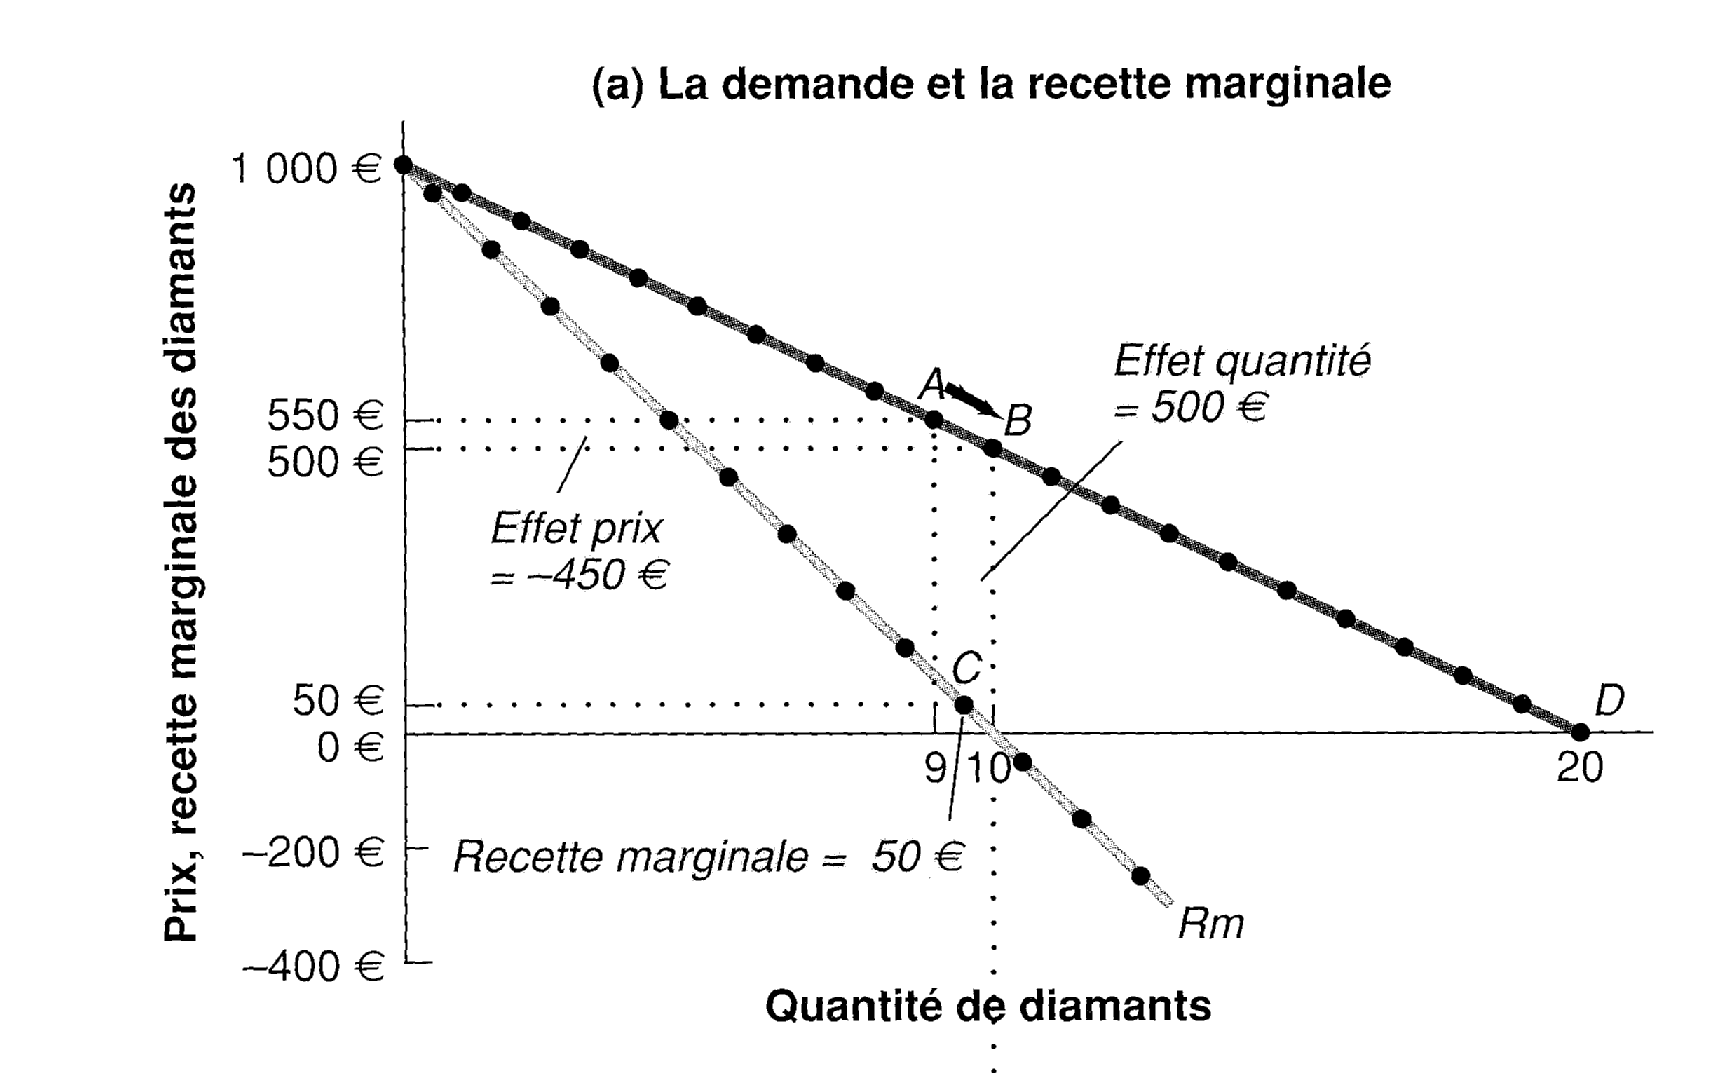 (a) La demande et la recette marginale
Prix, recette marginale des diamants
1 000 €
550 €
500 €
50 €
0 €
–200 €
–400 €
A
B
Effet quantité
= 500 €
Effet prix
= –450 €
C
D
9
10
20
Recette marginale = 50 €
Rm
Quantité de diamants